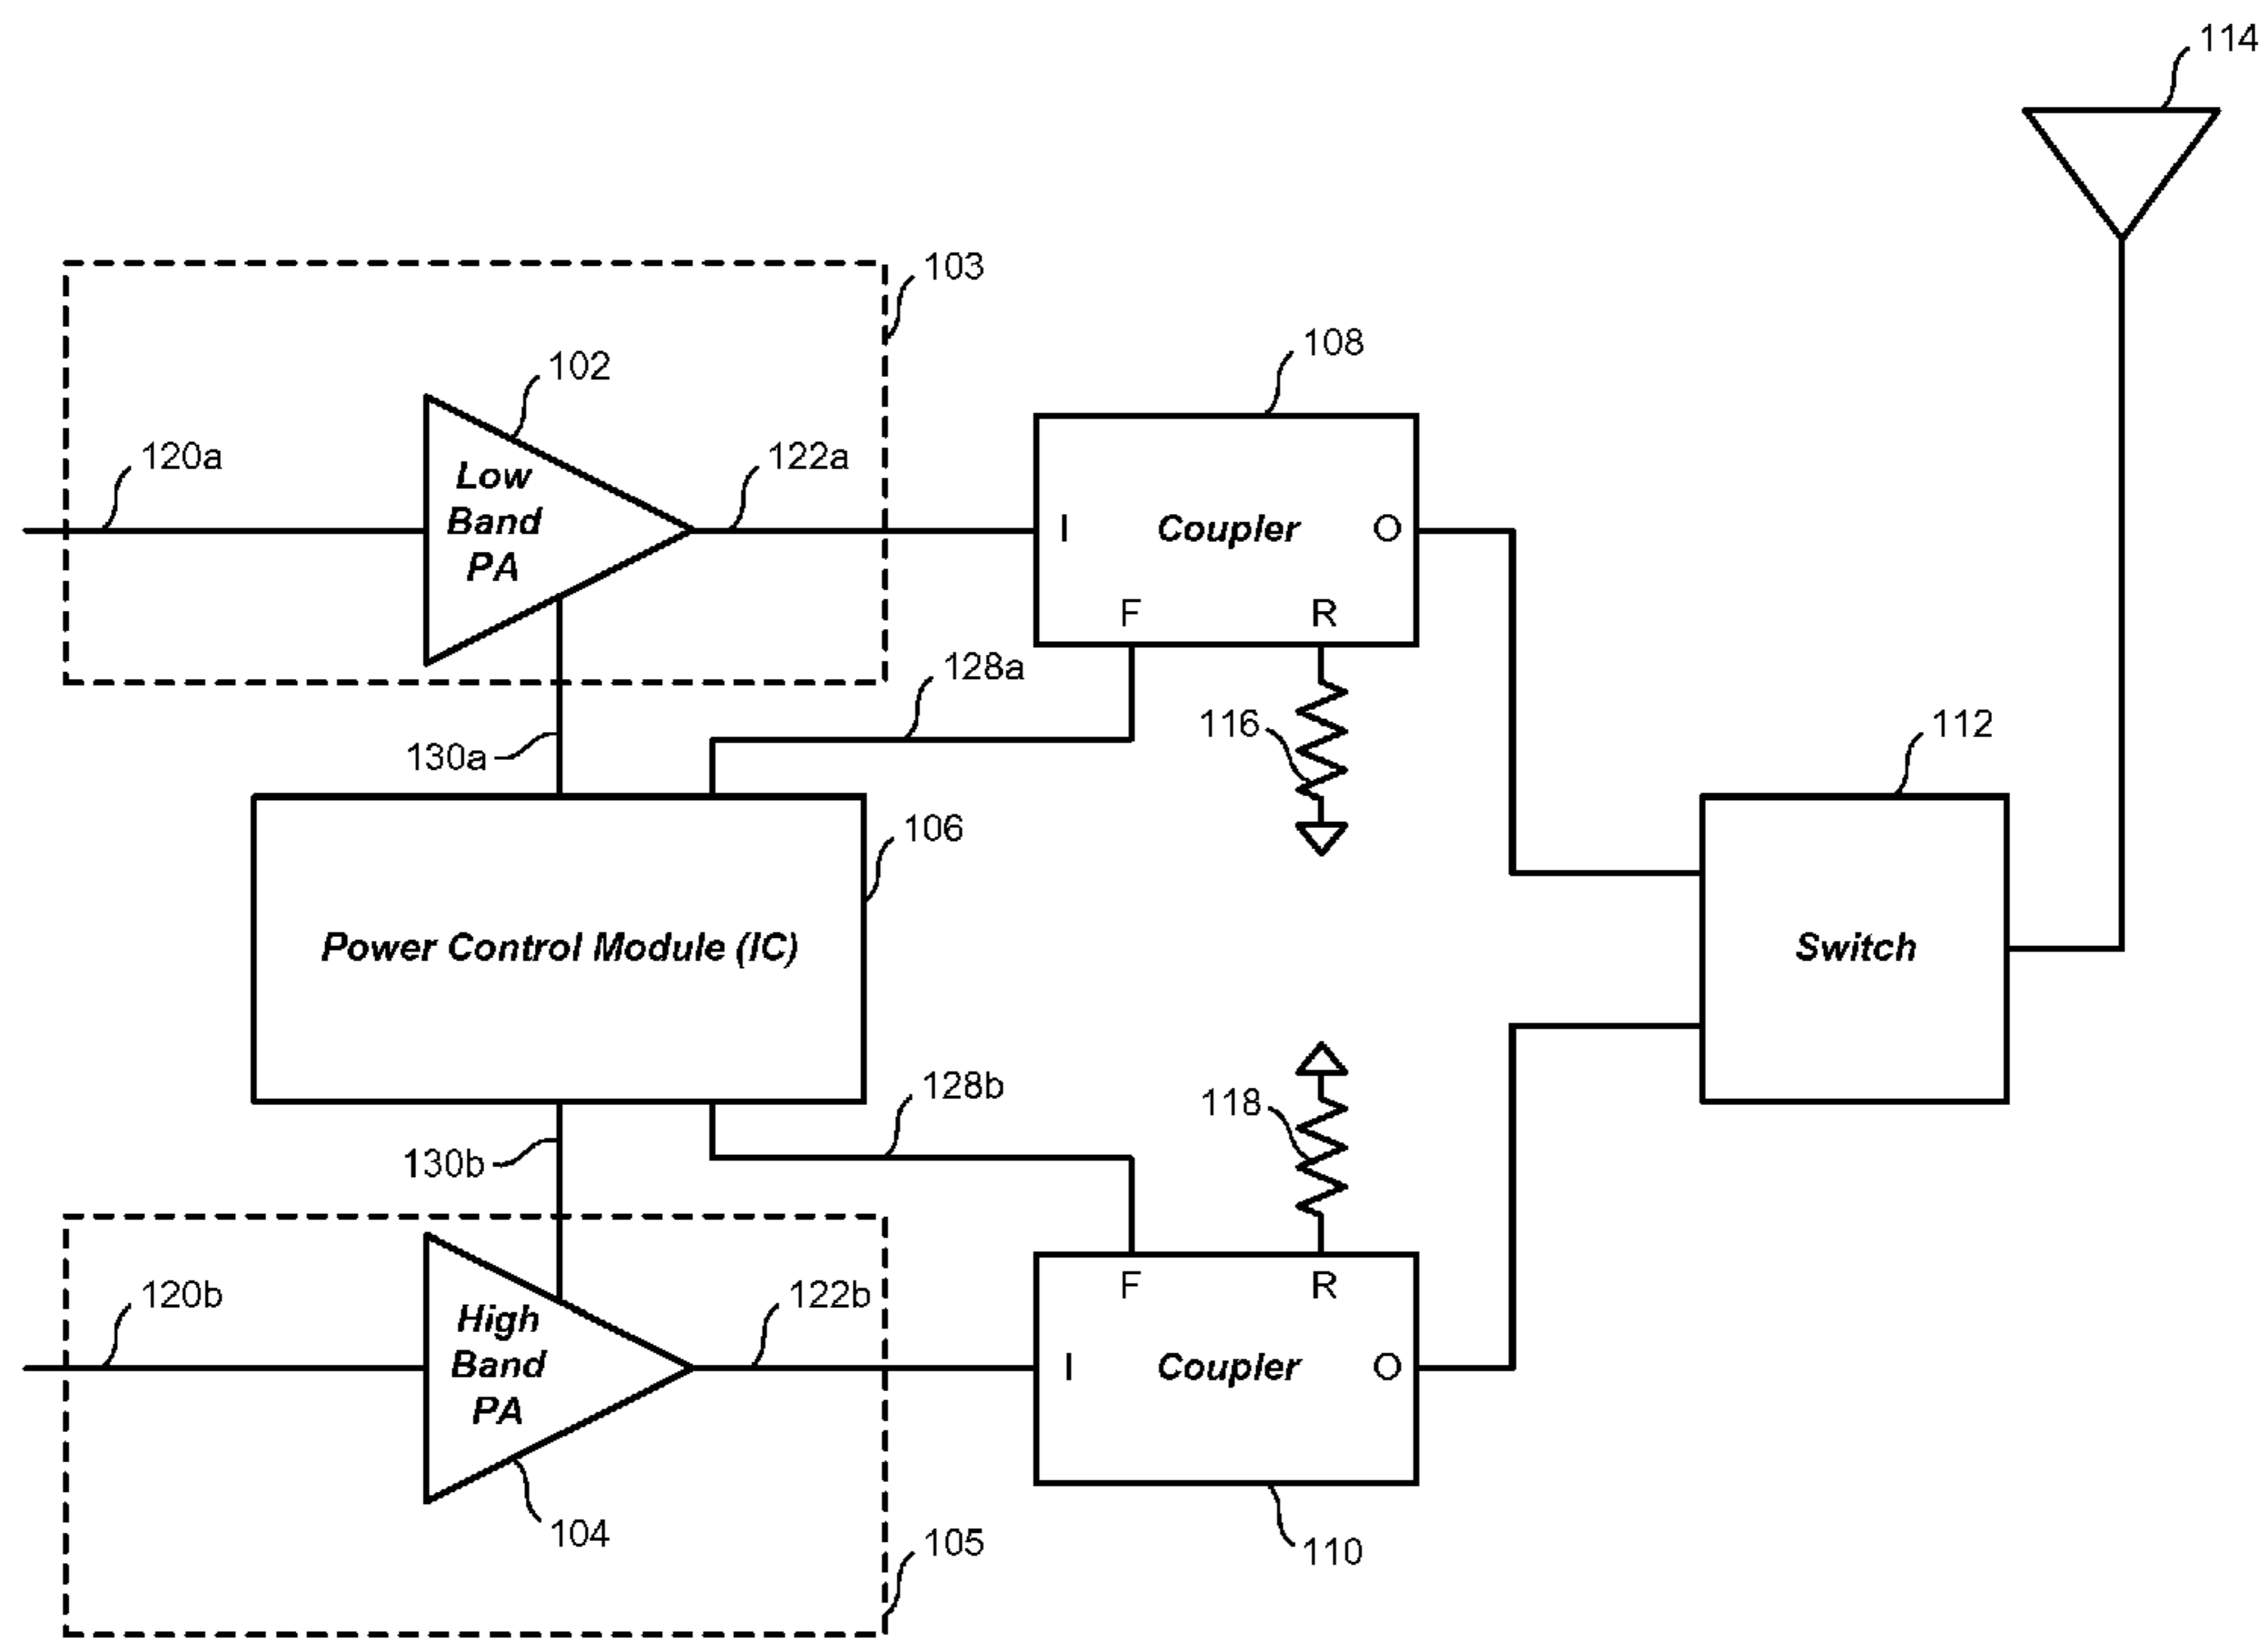 114
103
102
108
120a
122a
Low
Band
PA
I
Coupler
O
F
R
128a
116
112
130a
106
Power Control Module (IC)
Switch
128b
118
130b
120b
122b
F
R
High
Band
PA
I
Coupler
O
104
105
110